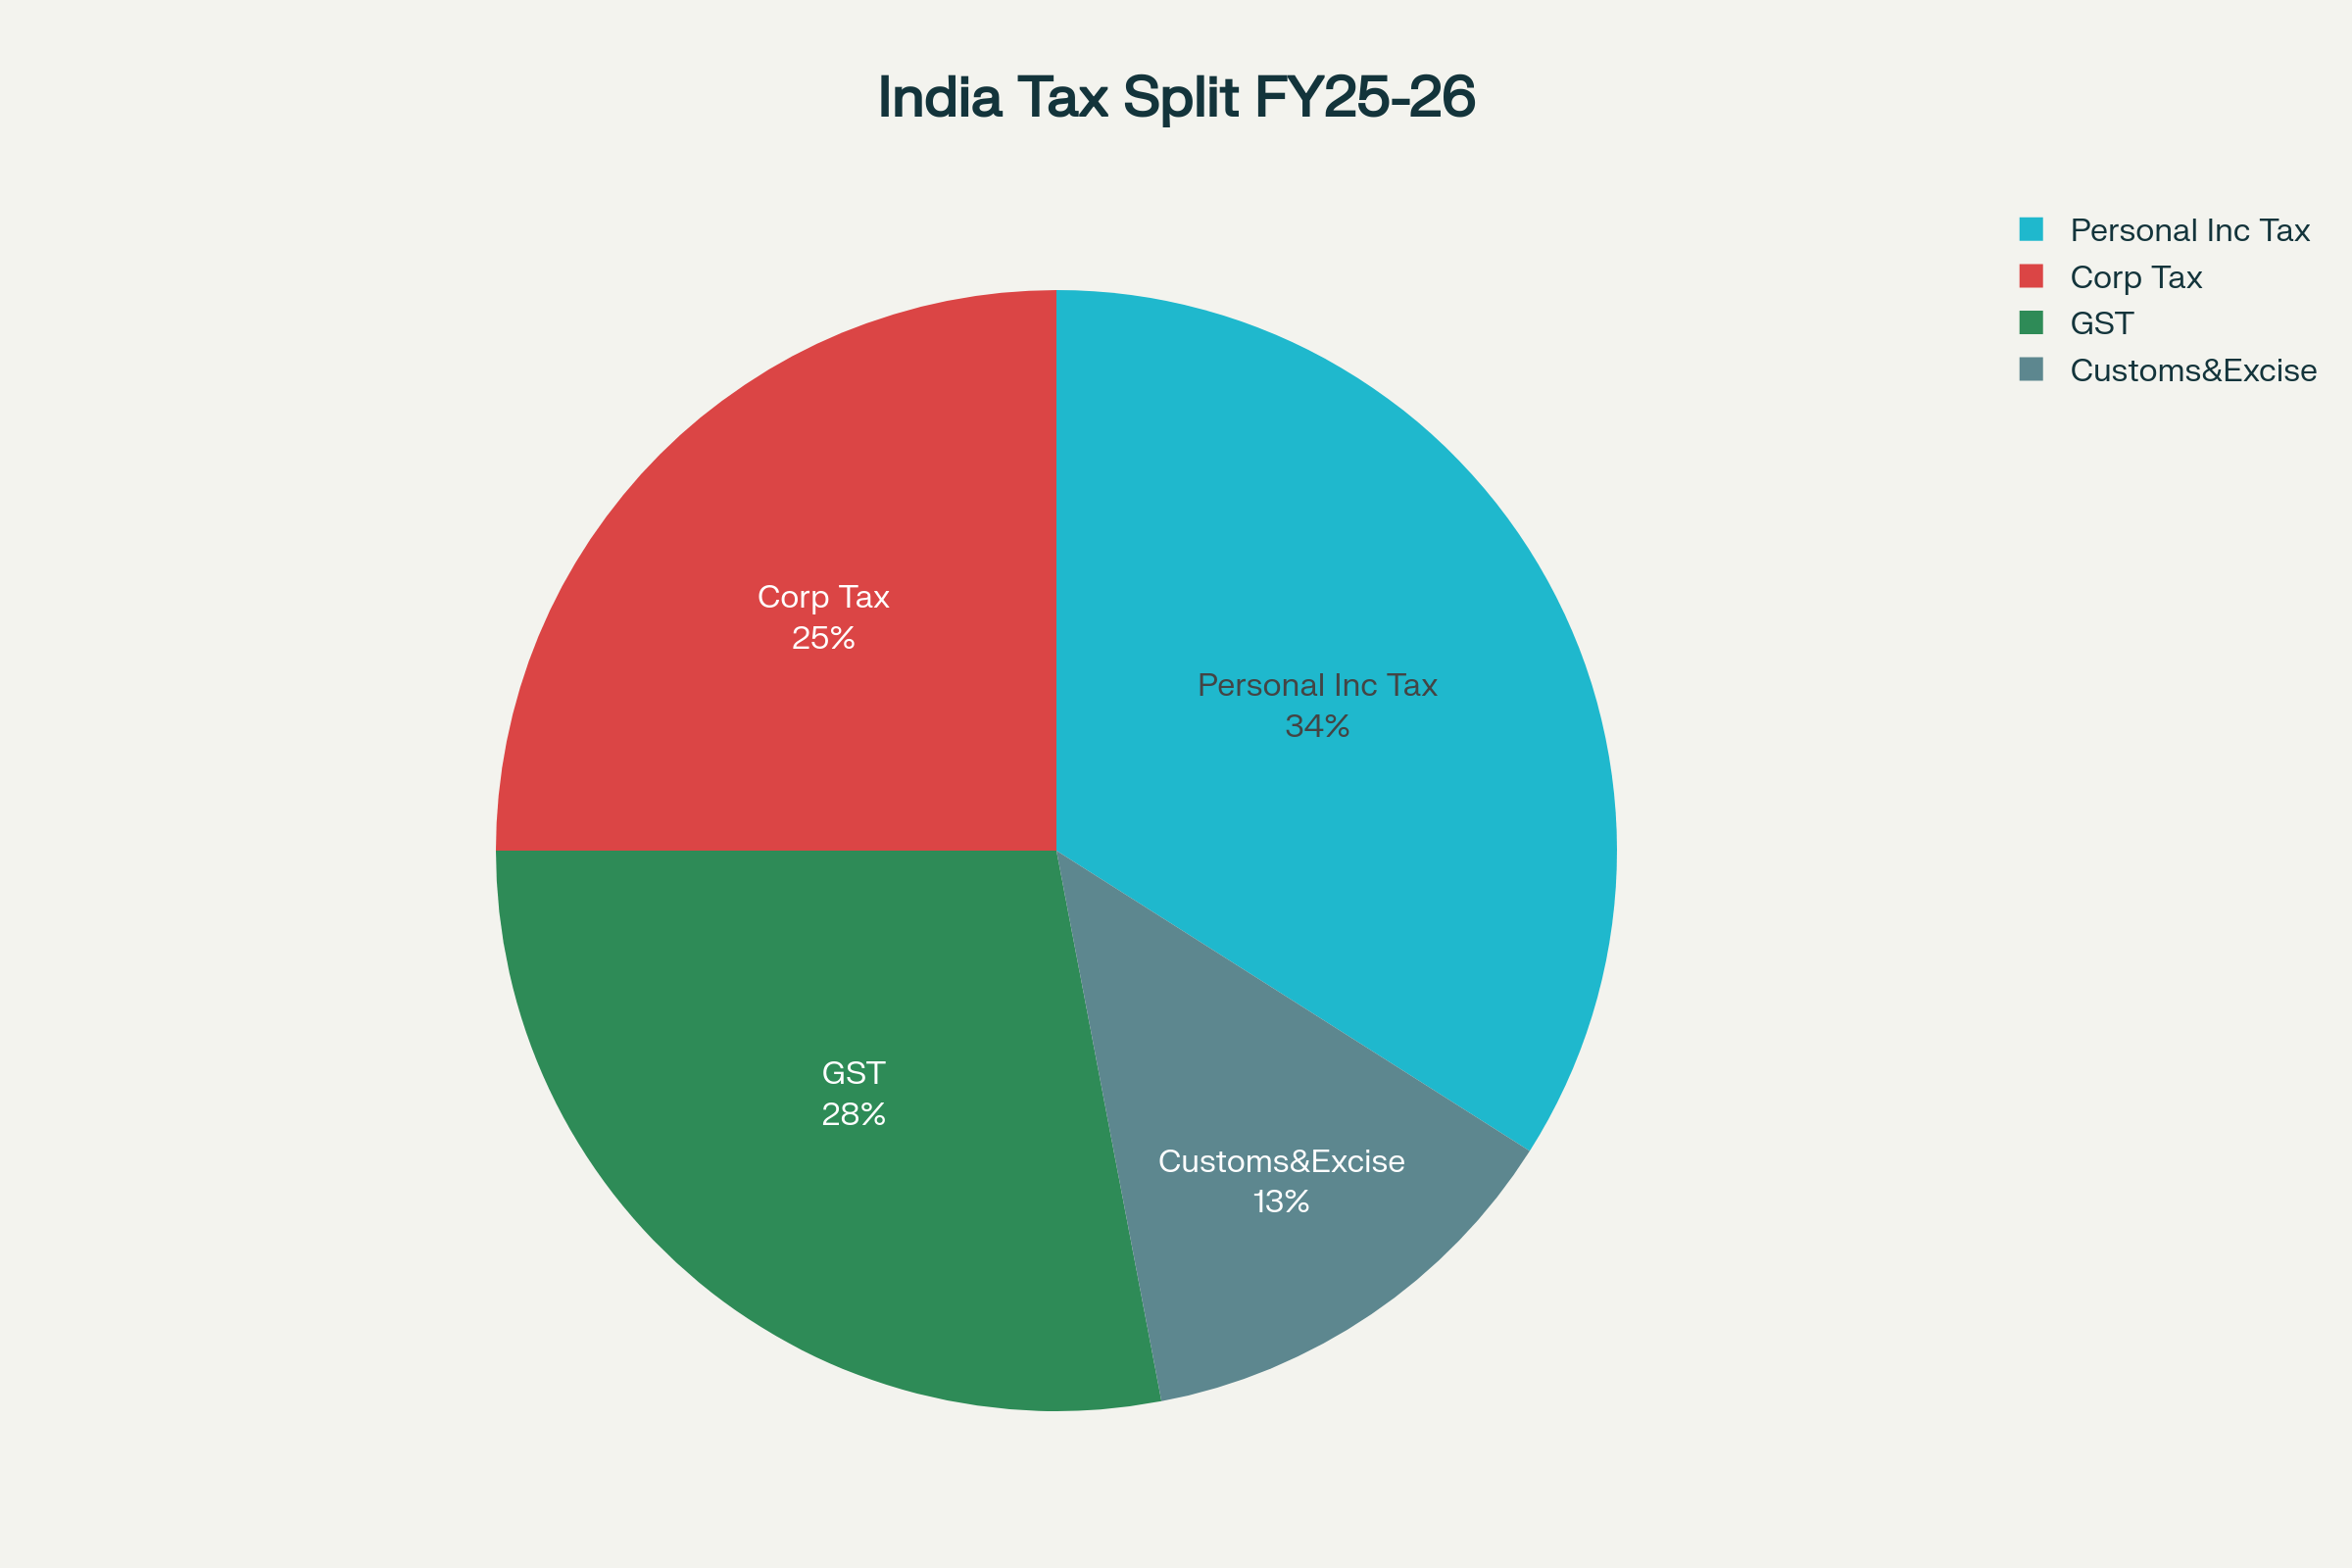 India Tax Split FY25-26
Personal Inc Tax
Corp Tax
GST
Customs&Excise
Corp Tax
25%
Personal Inc Tax
34%
GST
28%
Customs&Excise
13%